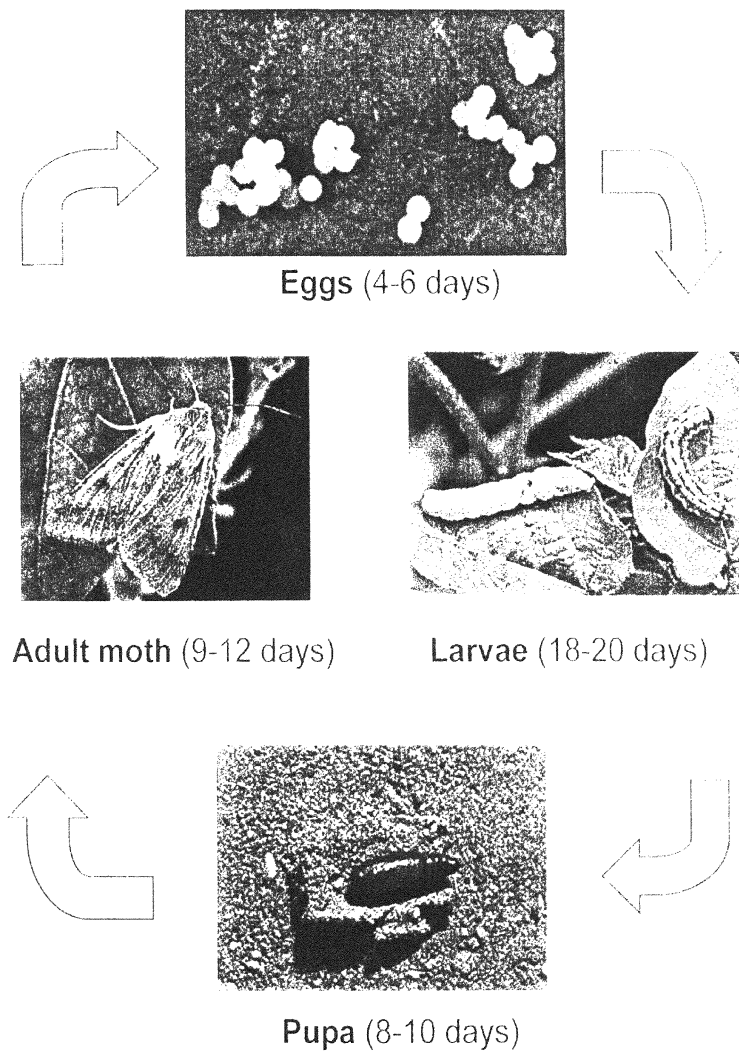 Eggs (4-6 days)
Adult moth (9-12 days)
Larvae (18-20 days)
Pupa (8-10 days)